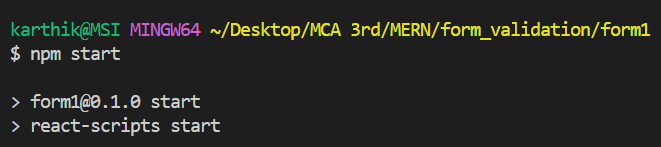 karthik@MSI MINGW64 ~/Desktop/MCA 3rd/MERN/form_validation/form1
$ npm start
> form1@0.1.0 start
> react-scripts start